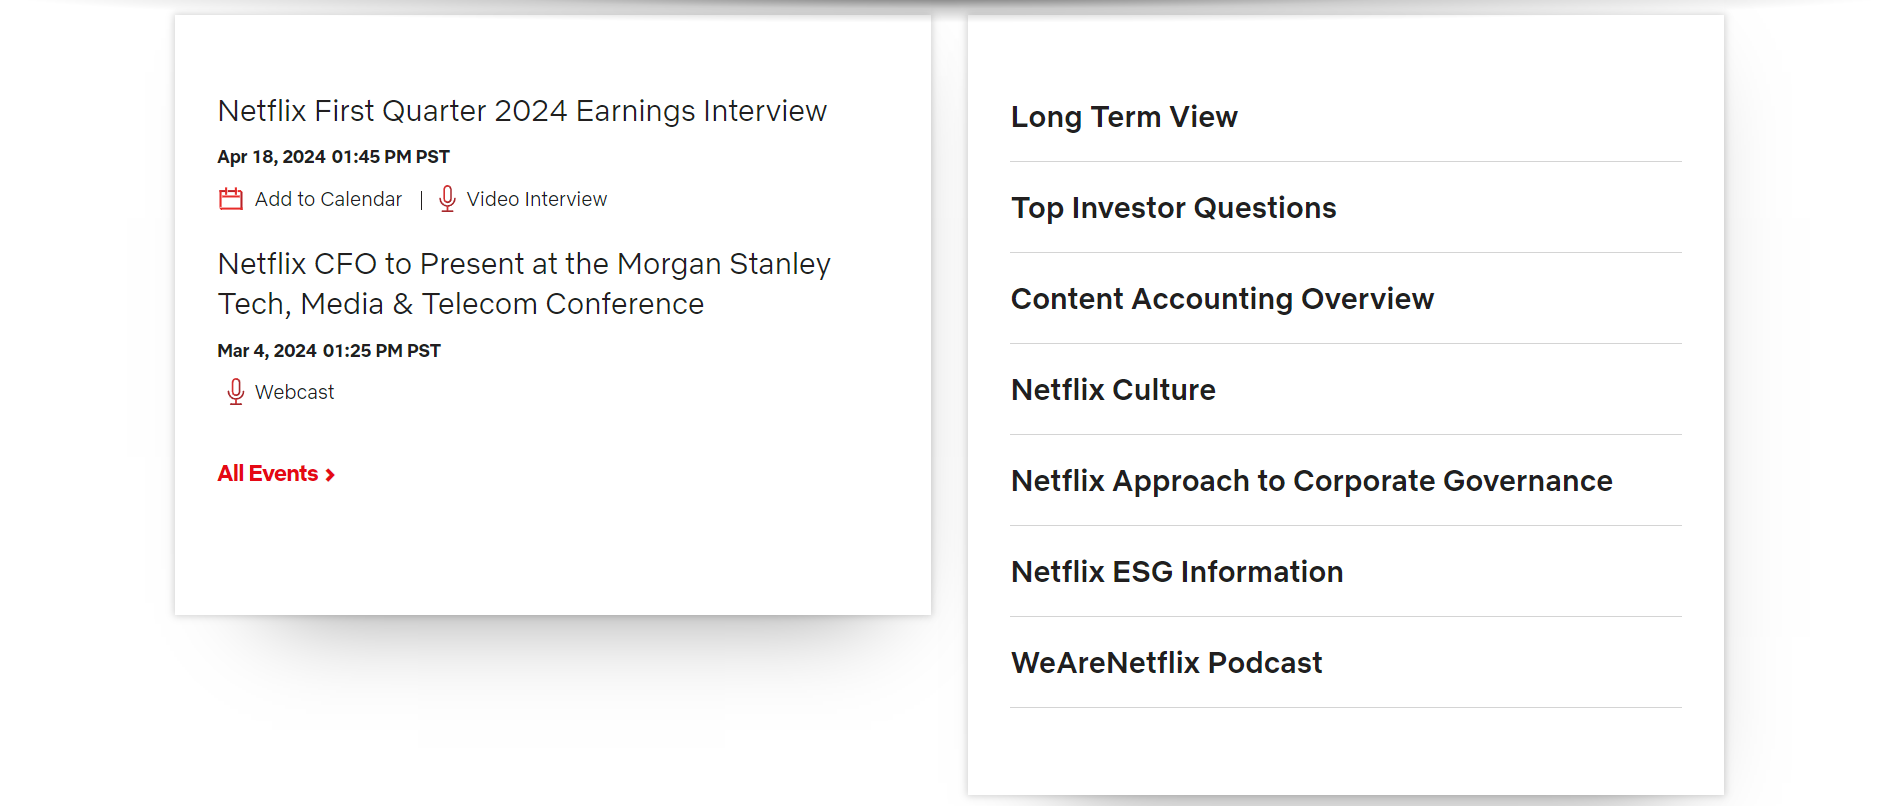 Netflix First Quarter 2024 Earnings Interview
Apr 18, 2024 01:45 PM PST
Add to Calendar | Video Interview
Netflix CFO to Present at the Morgan Stanley
Tech, Media & Telecom Conference
Mar 4, 2024 01:25 PM PST
Webcast
All Events ›
Long Term View
Top Investor Questions
Content Accounting Overview
Netflix Culture
Netflix Approach to Corporate Governance
Netflix ESG Information
WeAreNetflix Podcast